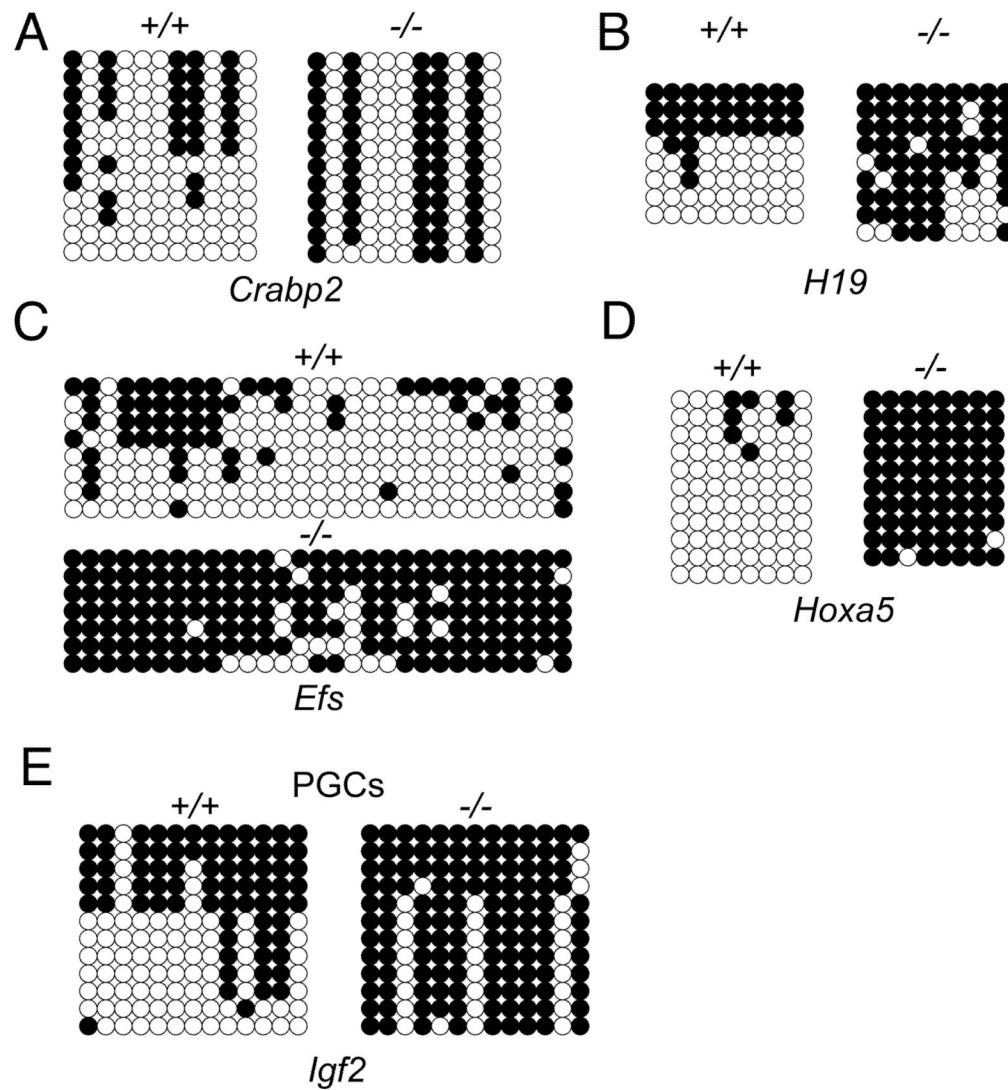 A +/+ -/-
Crabp2
B +/+ -/-
H19
C
+/+
-/-
Efs
D
+/+ -/-
Hoxa5
E PGCs
+/+ -/-
Igf2